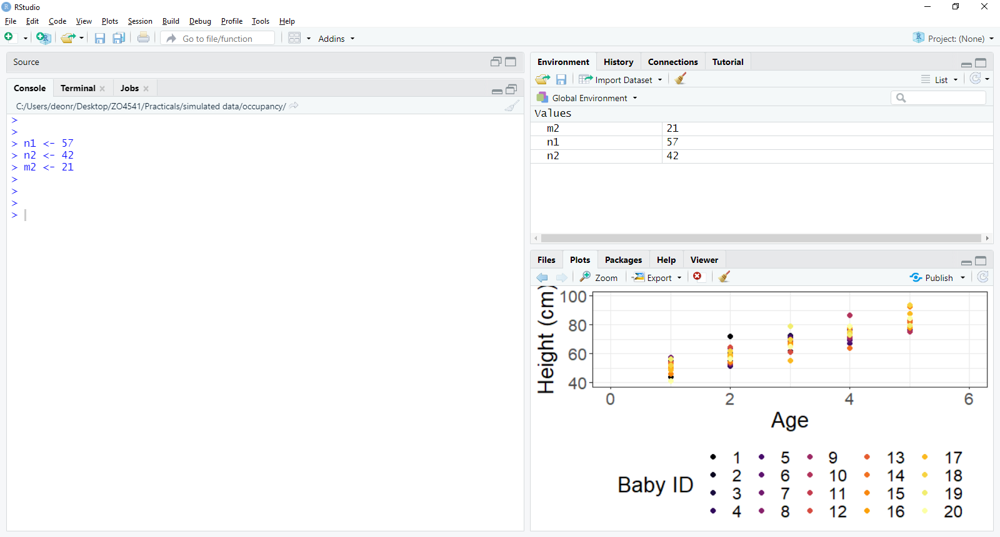 RStudio
File Edit Code View Plots Session Build Debug Profile Tools Help
Go to file/function Addins Project: (None)
Source
Console Terminal Jobs
C:/Users/deonr/Desktop/ZO4541/Practicals/simulated data/occupancy/
>
>
> n1 <- 57
> n2 <- 42
> m2 <- 21
>
>
>
>
Environment History Connections Tutorial
Import Dataset List
Global Environment
Values
m2 21
n1 57
n2 42
Files Plots Packages Help Viewer
Zoom Export Publish
Height (cm)
100
80
60
40
0 2 4 6
Age
Baby ID
1 5 9 13 17
2 6 10 14 18
3 7 11 15 19
4 8 12 16 20